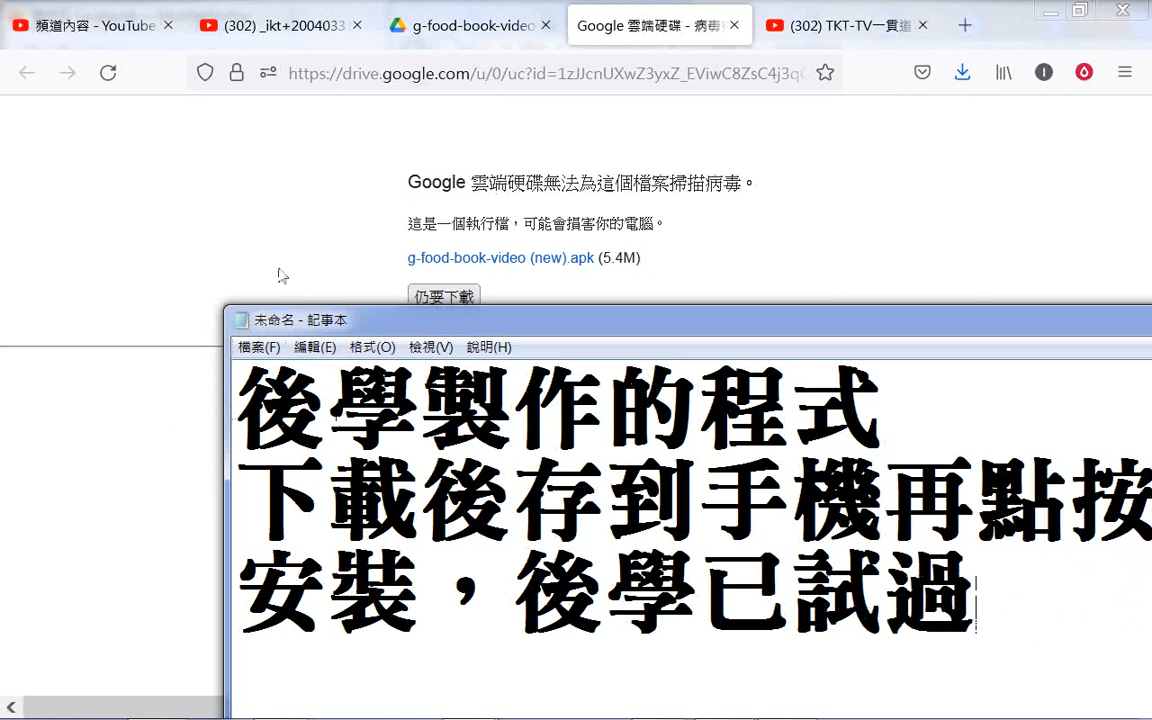 頻道內容 - YouTube
(302) _ikt+2004033
g-food-book-video
Google 雲端硬碟 - 病毒
(302) TKT-TV一貫道
https://drive.google.com/u/0/uc?id=1zJJcnUXwZ3yxZ_EViwC8ZsC4j3q
Google 雲端硬碟無法為這個檔案掃描病毒。
這是一個執行檔，可能會損害你的電腦。
g-food-book-video (new).apk (5.4M)
仍要下載
未命名 - 記事本
檔案(F) 編輯(E) 格式(O) 檢視(V) 說明(H)
後學製作的程式
下載後存到手機再點按
安裝，後學已試過